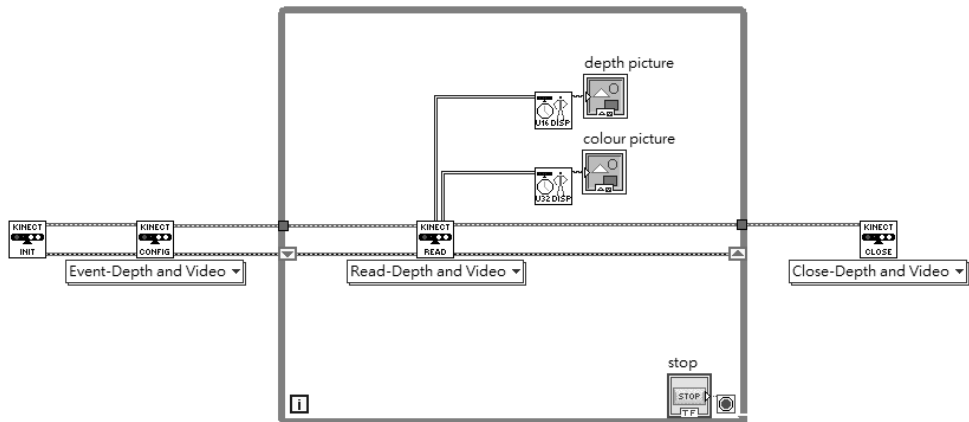 depth picture
U16 DISP
colour picture
U32 DISP
KINECT
INIT
KINECT
CONFIG
KINECT
READ
KINECT
CLOSE
Event-Depth and Video
Read-Depth and Video
Close-Depth and Video
stop
STOP
TF
i